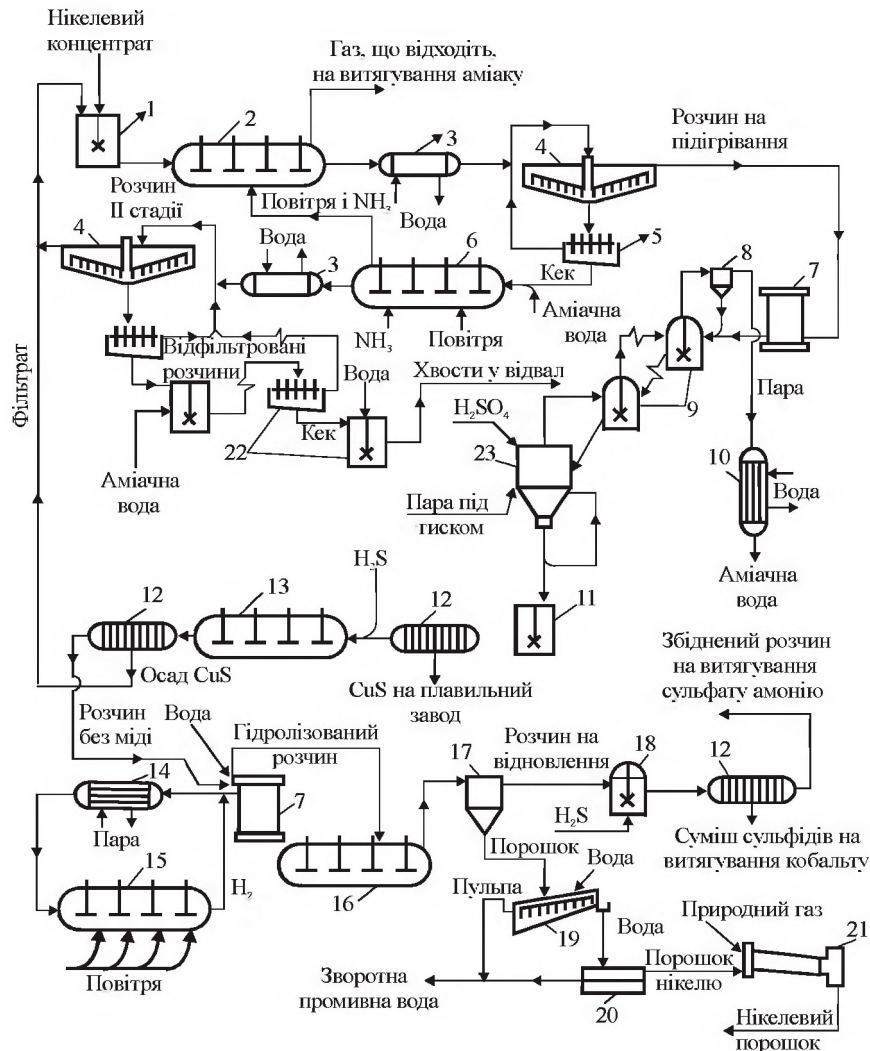 Нікелевий
концентрат
Газ, що відходіть,
на витягування аміаку
1
2
3
4
Розчин на
підігрівання
Розчин
ІІ стадії
Повітря і NH₃
Вода
4
Вода
3
6
5
8
7
Кек
Аміачна
вода
NH₃
Повітря
Відфільтровані
розчини
Вода
Хвости у відвал
Пара
Фільтрат
H₂SO₄
9
Кек
22
23
10
Аміачна
вода
Пара під
тиском
Вода
Аміачна
вода
H₂S
12
13
12
11
Осад CuS
CuS на плавильний
завод
Збіднений розчин
на витягування
сульфату амонію
Розчин
без міді
Вода
Гідролізований
розчин
17
Розчин на
відновлення
18
12
14
7
Пара
H₂S
Суміш сульфідів на
витягування кобальту
15
H₂
16
Порошок
Вода
Пульпа
19
Вода
Природний газ
21
Повітря
Зворотна
промивна вода
20
Порошок
нікелю
Нікелевий
порошок